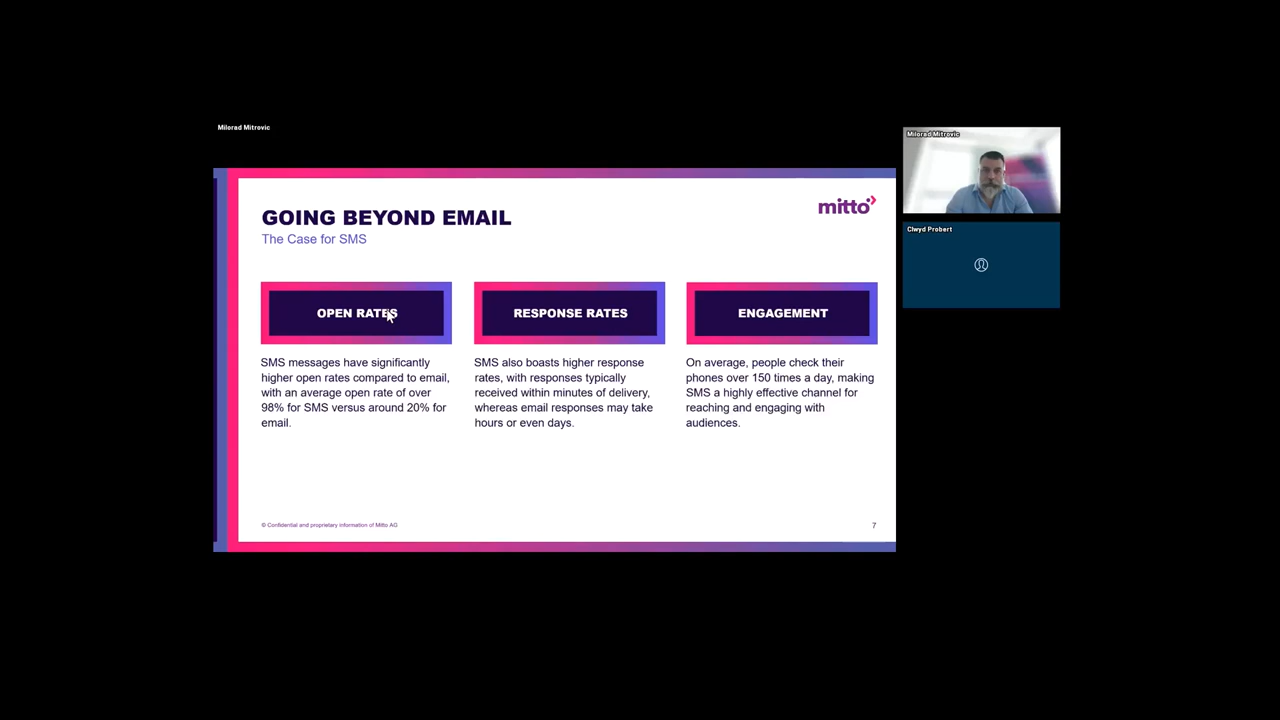 Milorad Mitrovic
Milorad Mitrovic
Clwyd Probert
mitto
GOING BEYOND EMAIL
The Case for SMS
OPEN RATES
SMS messages have significantly
higher open rates compared to email,
with an average open rate of over
98% for SMS versus around 20% for
email.
RESPONSE RATES
SMS also boasts higher response
rates, with responses typically
received within minutes of delivery,
whereas email responses may take
hours or even days.
ENGAGEMENT
On average, people check their
phones over 150 times a day, making
SMS a highly effective channel for
reaching and engaging with
audiences.
© Confidential and proprietary information of Mitto AG
7